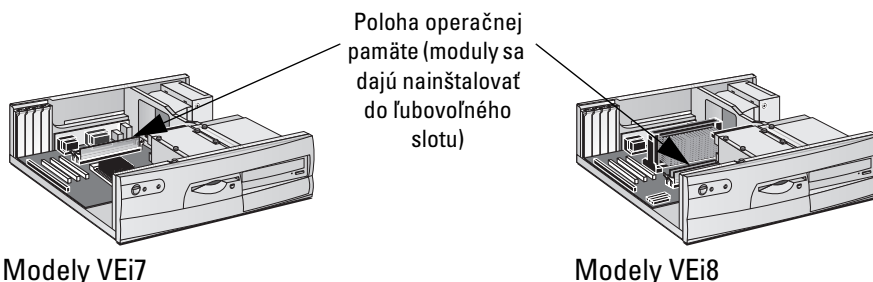 Poloha operačnej
pamäte (moduly sa
dajú nainštalovať
do ľubovoľného
slotu)
Modely VEi7
Modely VEi8